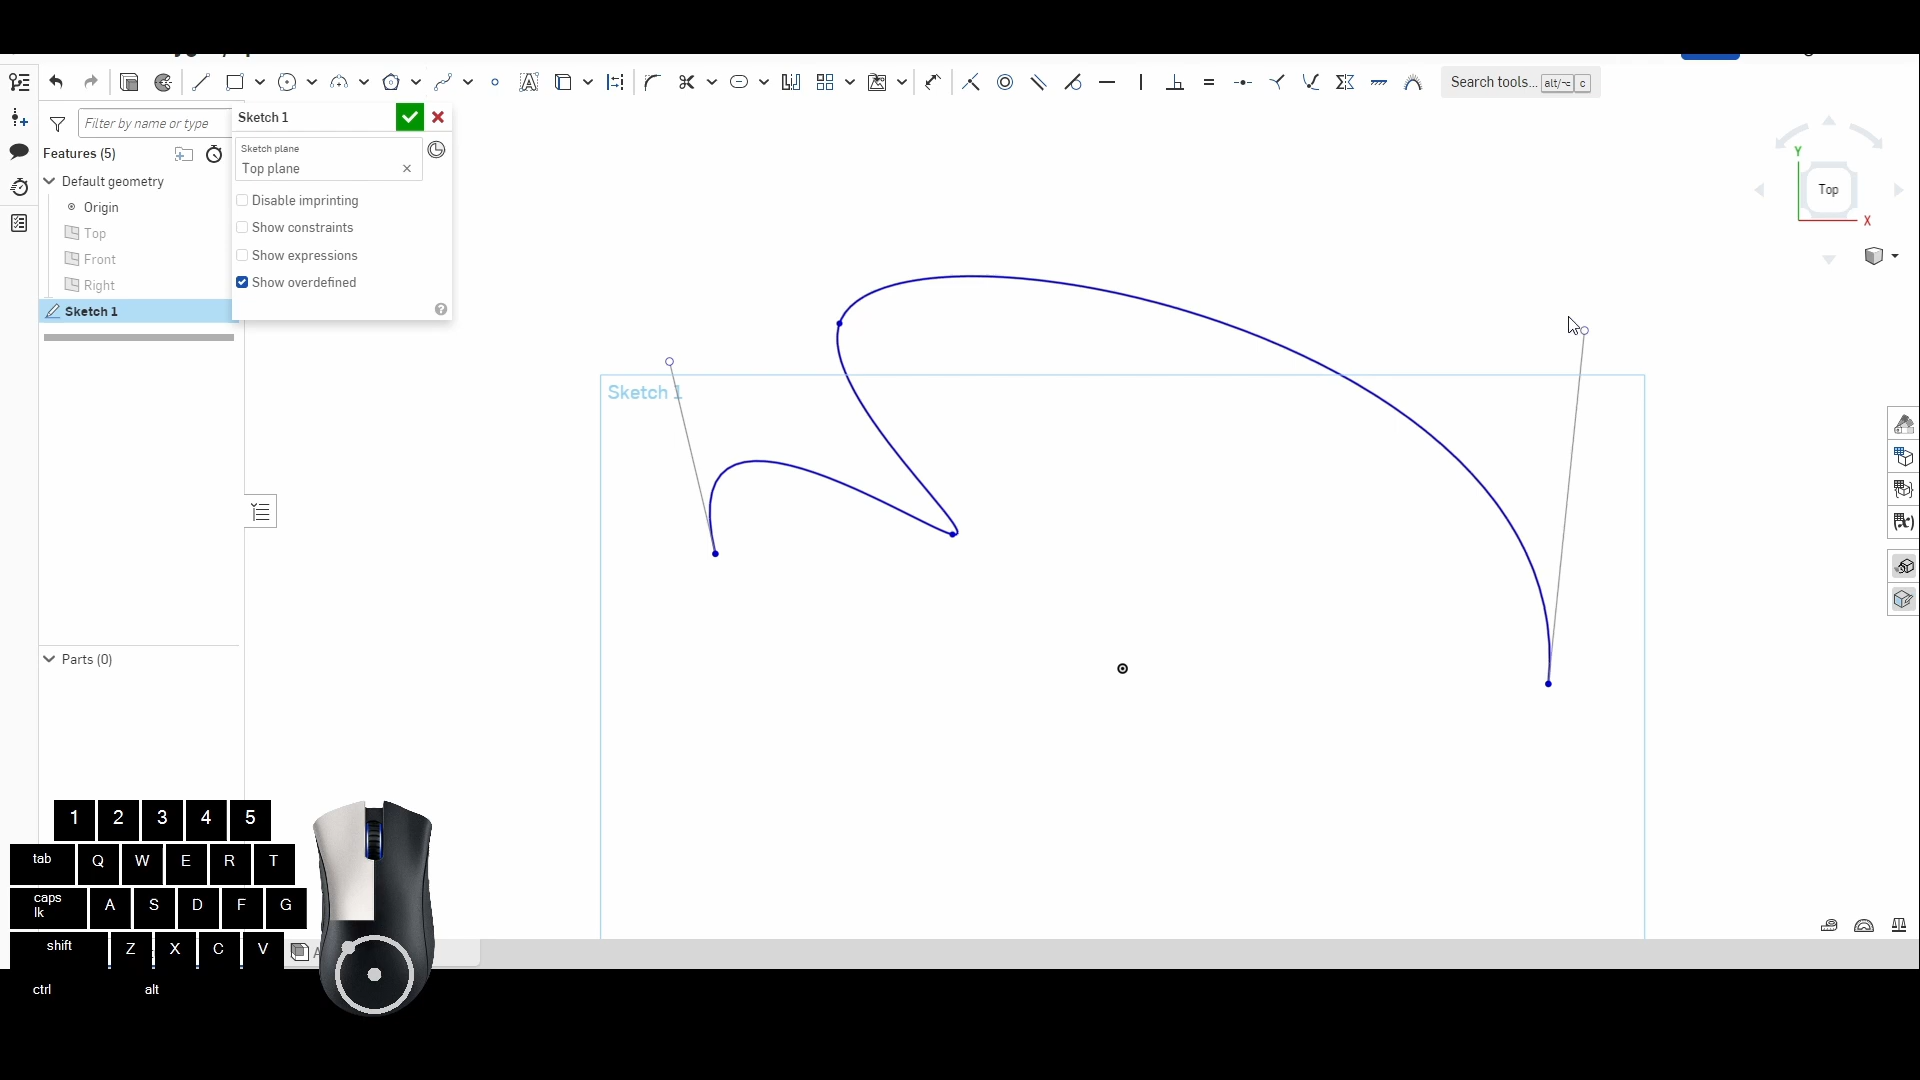 Search tools... alt/⌥ c
Sketch 1
Filter by name or type
Sketch plane
Top plane
Features (5)
Default geometry
Origin
Top
Front
Right
Sketch 1
Disable imprinting
Show constraints
Show expressions
Show overdefined
?
Y
Top
X
Sketch 1
(x)
Parts (0)
1 2 3 4 5
tab Q W E R T
caps lk A S D F G
shift Z X C V
ctrl alt